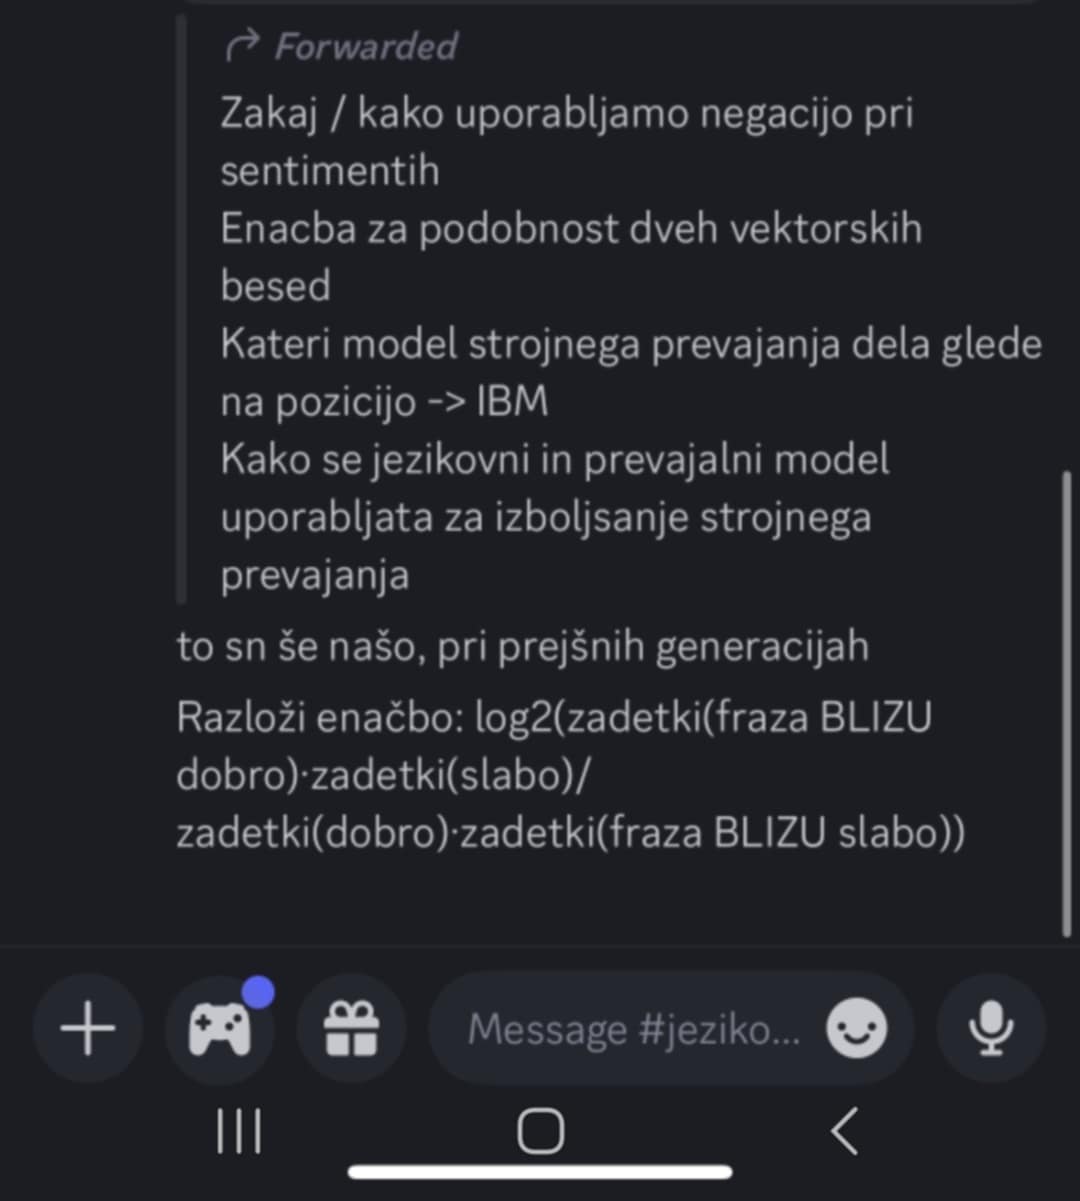 Forwarded
Zakaj / kako uporabljamo negacijo pri
sentimentih
Enacba za podobnost dveh vektorskih
besed
Kateri model strojnega prevajanja dela glede
na pozicijo -> IBM
Kako se jezikovni in prevajalni model
uporabljata za izboljsanje strojnega
prevajanja
to sn še našo, pri prejšnih generacijah
Razloži enačbo: log2(zadetki(fraza BLIZU
dobro)·zadetki(slabo)/
zadetki(dobro)·zadetki(fraza BLIZU slabo))
Message #jeziko...